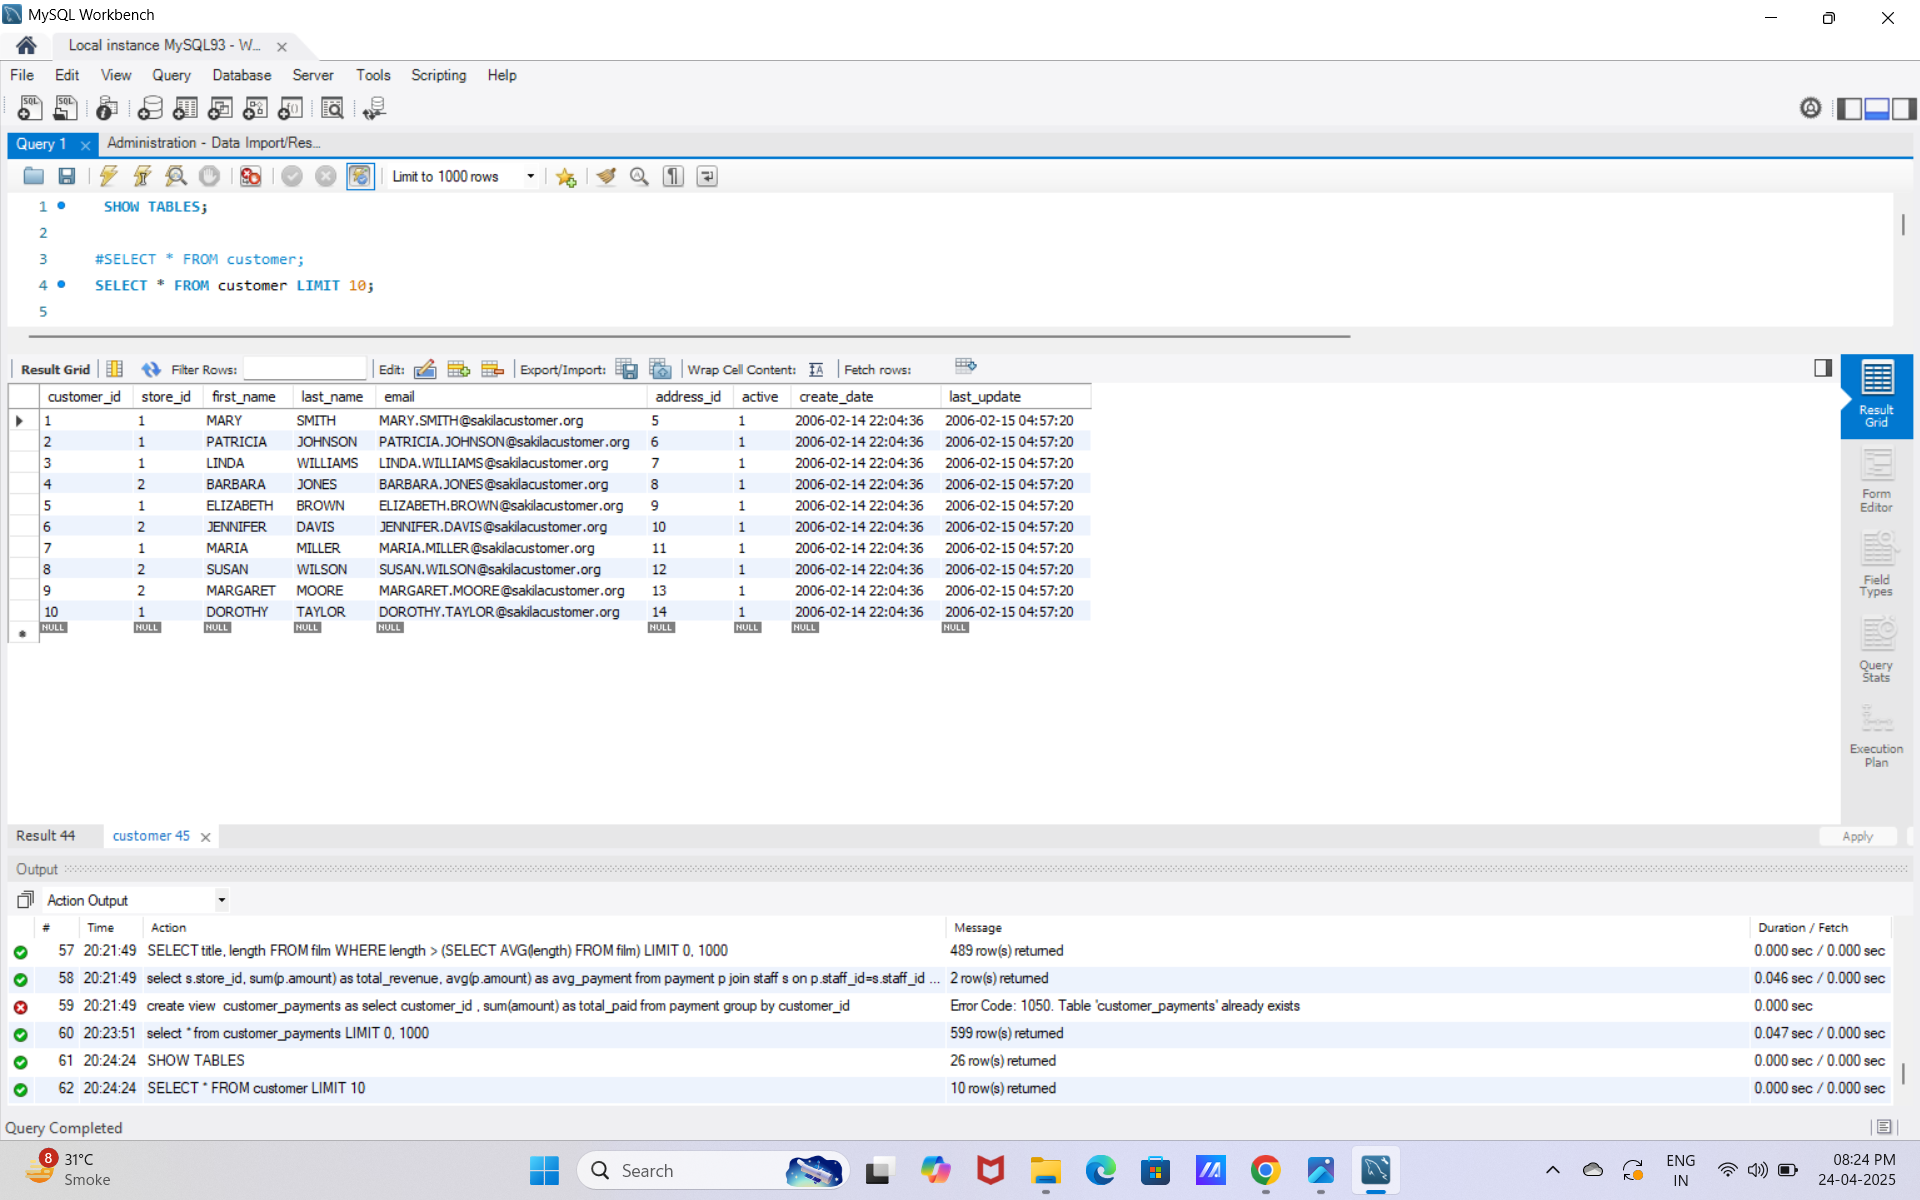 MySQL Workbench
Local instance MySQL93 - W...
File Edit View Query Database Server Tools Scripting Help
Query 1 Administration - Data Import/Res...
Limit to 1000 rows
1 SHOW TABLES;
2
3 #SELECT * FROM customer;
4 SELECT * FROM customer LIMIT 10;
5
Result Grid Filter Rows: Edit: Export/Import: Wrap Cell Content: Fetch rows:
customer_id store_id first_name last_name email address_id active create_date last_update
1 1 MARY SMITH MARY.SMITH@sakilacustomer.org 5 1 2006-02-14 22:04:36 2006-02-15 04:57:20
2 1 PATRICIA JOHNSON PATRICIA.JOHNSON@sakilacustomer.org 6 1 2006-02-14 22:04:36 2006-02-15 04:57:20
3 1 LINDA WILLIAMS LINDA.WILLIAMS@sakilacustomer.org 7 1 2006-02-14 22:04:36 2006-02-15 04:57:20
4 2 BARBARA JONES BARBARA.JONES@sakilacustomer.org 8 1 2006-02-14 22:04:36 2006-02-15 04:57:20
5 1 ELIZABETH BROWN ELIZABETH.BROWN@sakilacustomer.org 9 1 2006-02-14 22:04:36 2006-02-15 04:57:20
6 2 JENNIFER DAVIS JENNIFER.DAVIS@sakilacustomer.org 10 1 2006-02-14 22:04:36 2006-02-15 04:57:20
7 1 MARIA MILLER MARIA.MILLER@sakilacustomer.org 11 1 2006-02-14 22:04:36 2006-02-15 04:57:20
8 2 SUSAN WILSON SUSAN.WILSON@sakilacustomer.org 12 1 2006-02-14 22:04:36 2006-02-15 04:57:20
9 2 MARGARET MOORE MARGARET.MOORE@sakilacustomer.org 13 1 2006-02-14 22:04:36 2006-02-15 04:57:20
10 1 DOROTHY TAYLOR DOROTHY.TAYLOR@sakilacustomer.org 14 1 2006-02-14 22:04:36 2006-02-15 04:57:20
NULL NULL NULL NULL NULL NULL NULL NULL NULL
Result
Grid
Form
Editor
Field
Types
Query
Stats
Execution
Plan
Result 44 customer 45 Apply
Output
Action Output
# Time Action Message Duration / Fetch
57 20:21:49 SELECT title, length FROM film WHERE length > (SELECT AVG(length) FROM film) LIMIT 0, 1000 489 row(s) returned 0.000 sec / 0.000 sec
58 20:21:49 select s.store_id, sum(p.amount) as total_revenue, avg(p.amount) as avg_payment from payment p join staff s on p.staff_id=s.staff_id ... 2 row(s) returned 0.046 sec / 0.000 sec
59 20:21:49 create view customer_payments as select customer_id , sum(amount) as total_paid from payment group by customer_id Error Code: 1050. Table 'customer_payments' already exists 0.000 sec
60 20:23:51 select * from customer_payments LIMIT 0, 1000 599 row(s) returned 0.047 sec / 0.000 sec
61 20:24:24 SHOW TABLES 26 row(s) returned 0.000 sec / 0.000 sec
62 20:24:24 SELECT * FROM customer LIMIT 10 10 row(s) returned 0.000 sec / 0.000 sec
Query Completed
8 31°C
Smoke
Search
ENG
IN
08:24 PM
24-04-2025